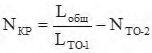 N_КР = L_общ / L_ТО-1 − N_ТО-2